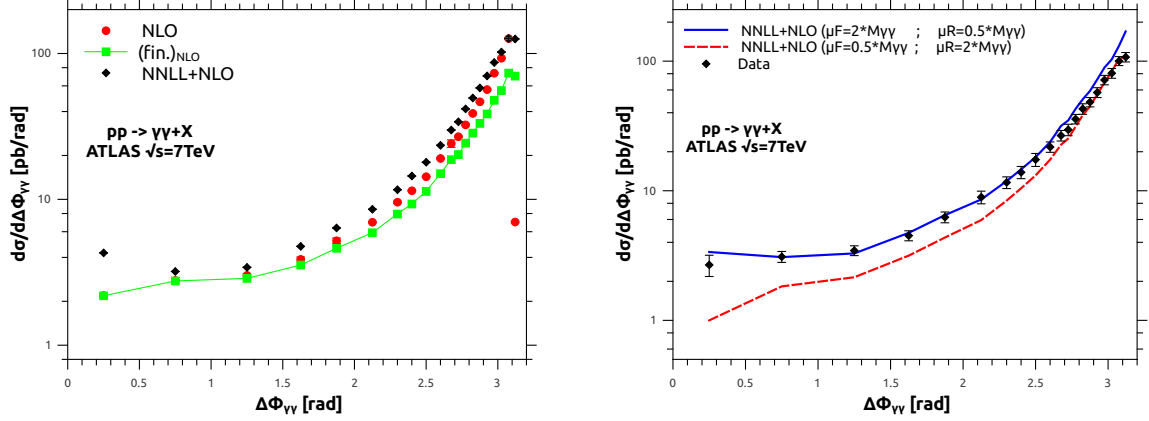 NLO
(fin.)NLO
NNLL+NLO
pp -> γγ+X
ATLAS √s=7TeV
dσ/dΔΦγγ [pb/rad]
100
10
1
0 0.5 1 1.5 2 2.5 3
ΔΦγγ [rad]
NNLL+NLO (μF=2*Mγγ ; μR=0.5*Mγγ)
NNLL+NLO (μF=0.5*Mγγ ; μR=2*Mγγ)
Data
pp -> γγ+X
ATLAS √s=7TeV
dσ/dΔΦγγ [pb/rad]
100
10
1
0 0.5 1 1.5 2 2.5 3
ΔΦγγ [rad]